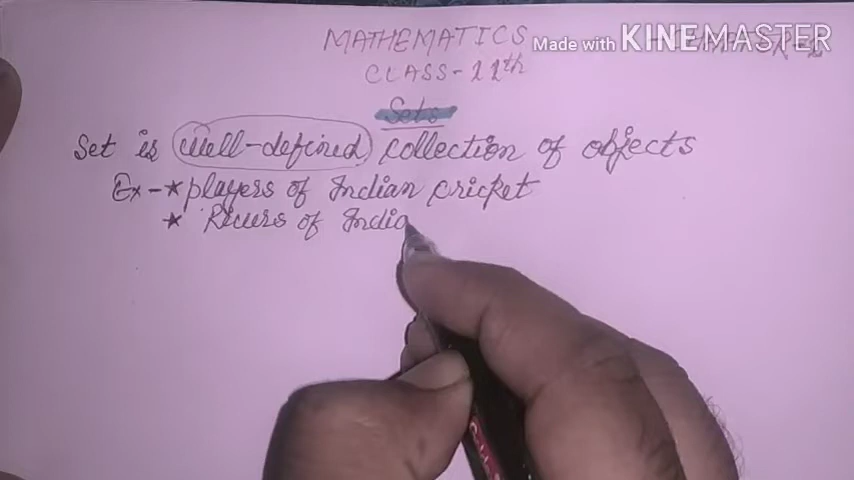 MATHEMATICS
Made with KINEMASTER
CLASS-11th
Sets
Set is well-defined collection of objects
Ex-*players of Indian cricket
* Rivers of India